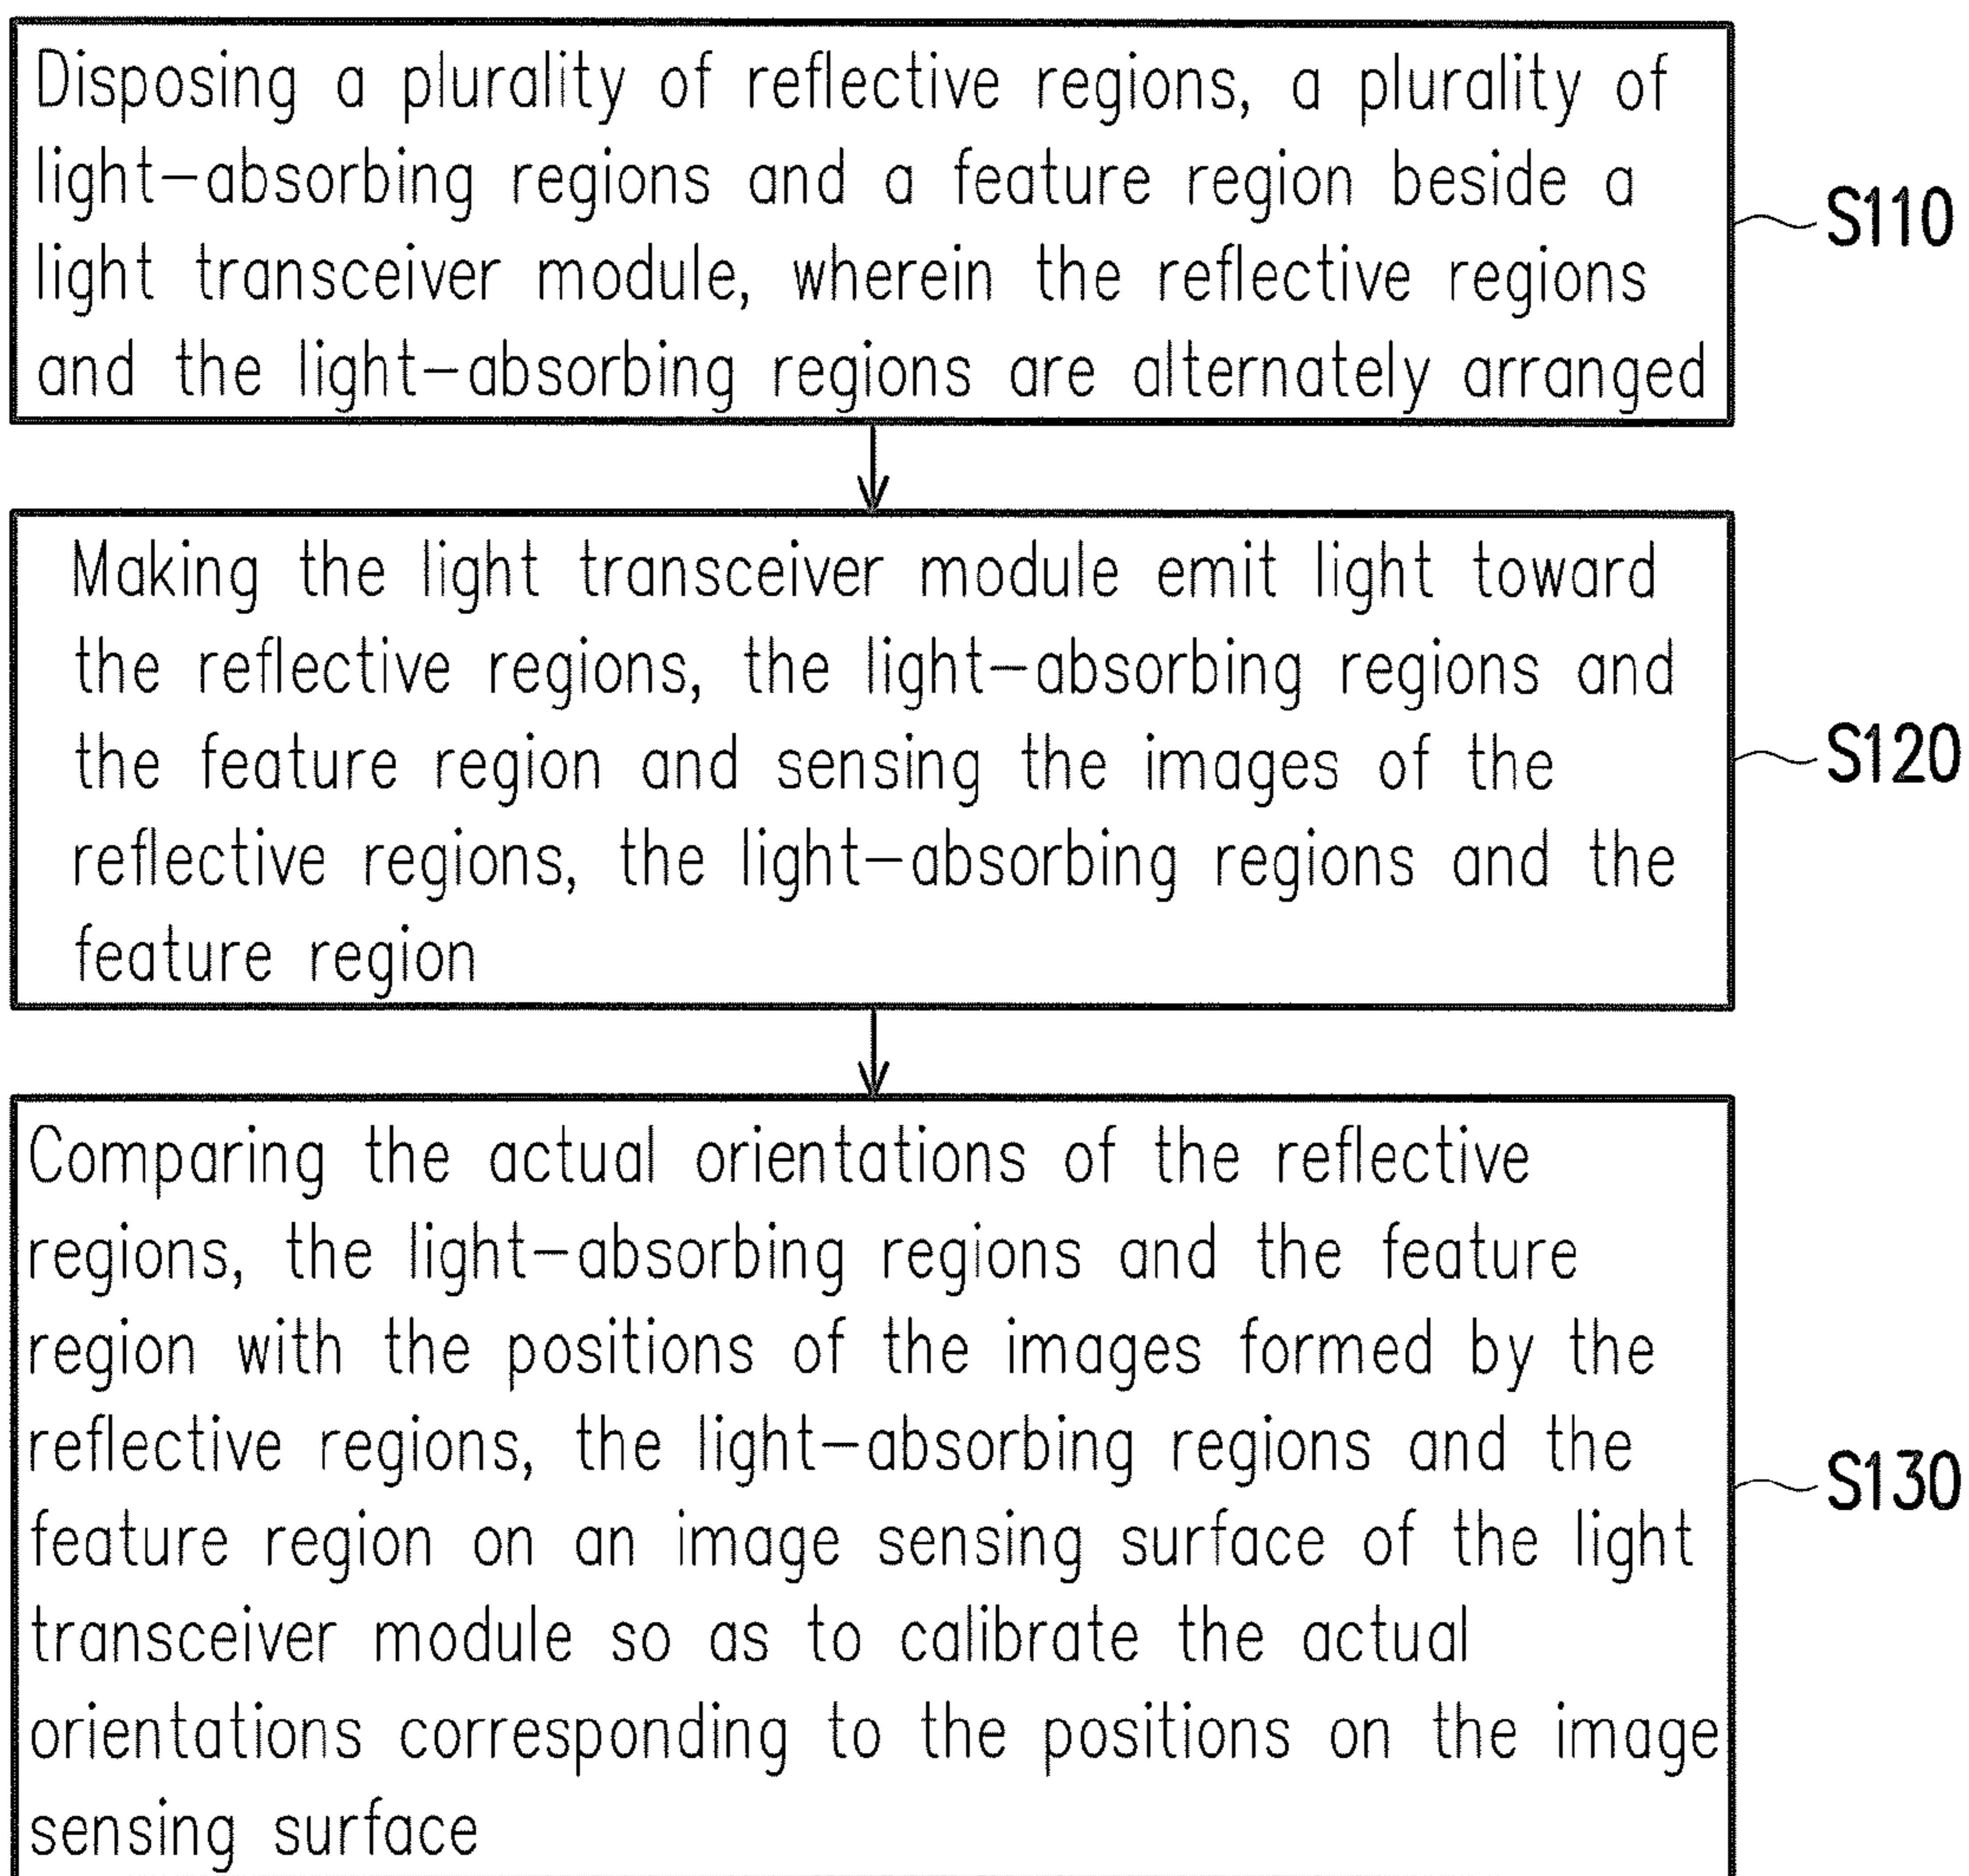 Disposing a plurality of reflective regions, a plurality of
light-absorbing regions and a feature region beside a
light transceiver module, wherein the reflective regions
and the light-absorbing regions are alternately arranged
S110
Making the light transceiver module emit light toward
the reflective regions, the light-absorbing regions and
the feature region and sensing the images of the
reflective regions, the light-absorbing regions and the
feature region
S120
Comparing the actual orientations of the reflective
regions, the light-absorbing regions and the feature
region with the positions of the images formed by the
reflective regions, the light-absorbing regions and the
feature region on an image sensing surface of the light
transceiver module so as to calibrate the actual
orientations corresponding to the positions on the image
sensing surface
S130